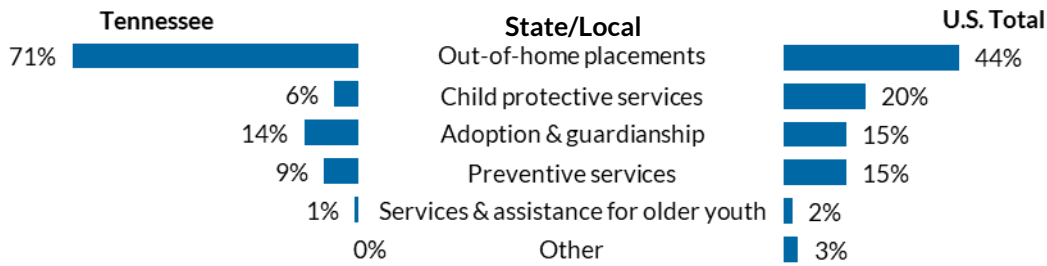 Tennessee State/Local U.S. Total
71% Out-of-home placements 44%
6% Child protective services 20%
14% Adoption & guardianship 15%
9% Preventive services 15%
1% Services & assistance for older youth 2%
0% Other 3%